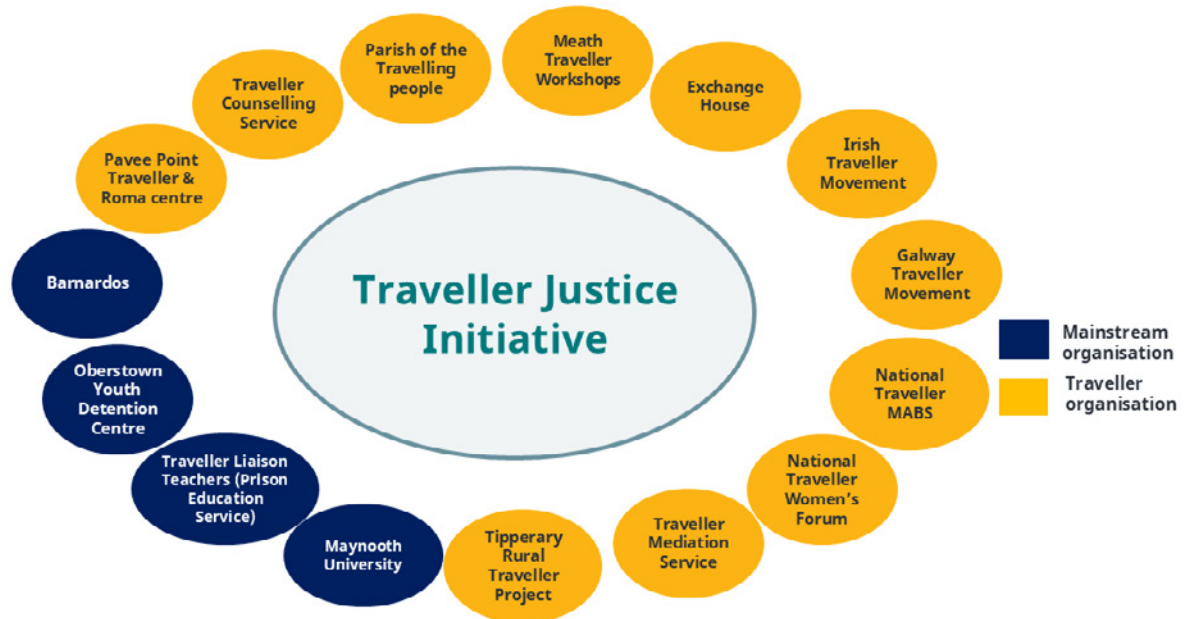 Parish of the
Travelling
people
Meath
Traveller
Workshops
Exchange
House
Irish
Traveller
Movement
Galway
Traveller
Movement
National
Traveller
MABS
National
Traveller
Women's
Forum
Traveller
Mediation
Service
Tipperary
Rural
Traveller
Project
Maynooth
University
Traveller Liaison
Teachers (Prison
Education
Service)
Oberstown
Youth
Detention
Centre
Barnardos
Pavee Point
Traveller &
Roma centre
Traveller
Counselling
Service
Traveller Justice
Initiative
Mainstream
organisation
Traveller
organisation